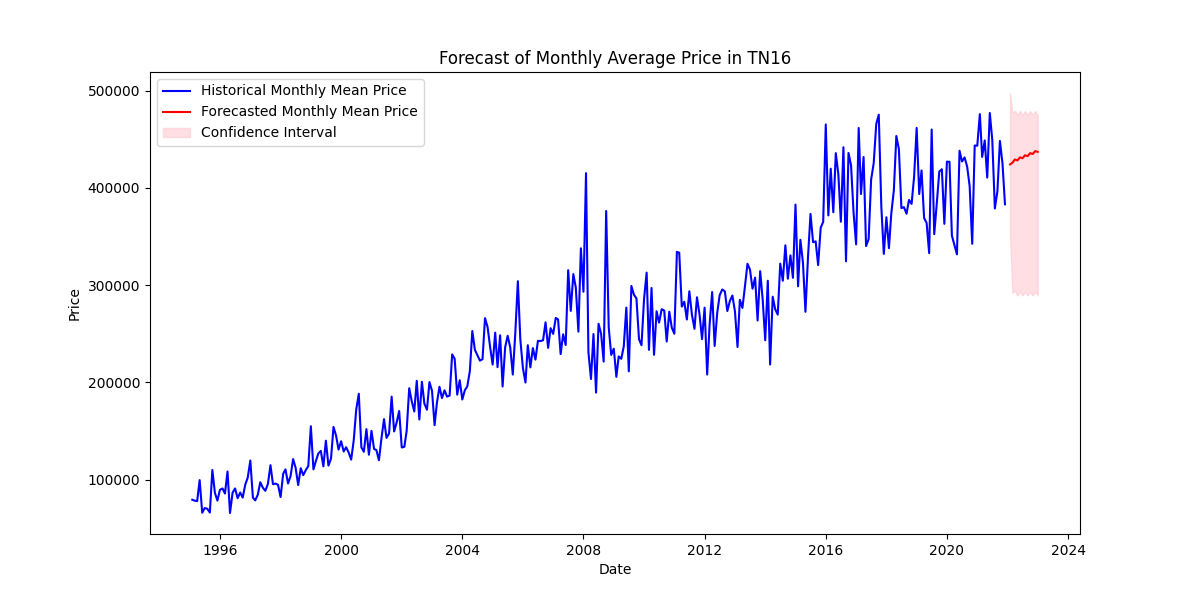 Forecast of Monthly Average Price in TN16
Historical Monthly Mean Price
Forecasted Monthly Mean Price
Confidence Interval
500000
400000
300000
200000
100000
Price
1996 2000 2004 2008 2012 2016 2020 2024
Date